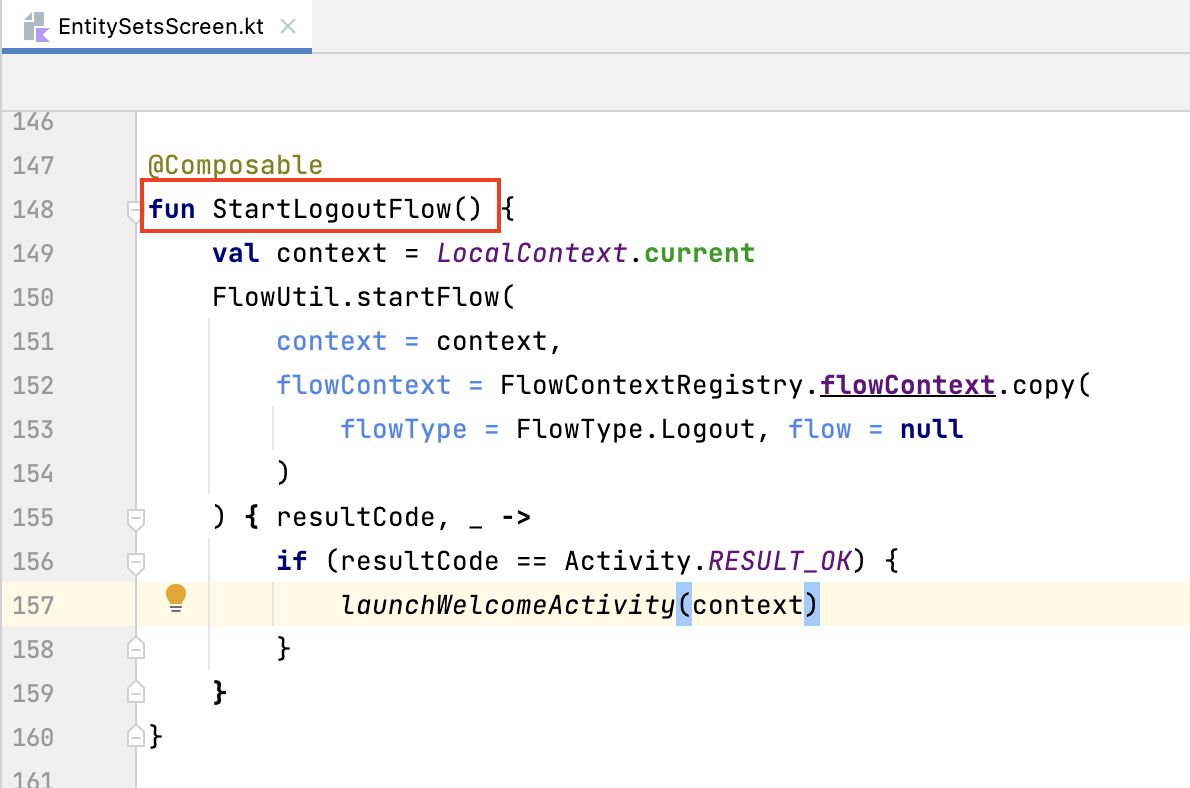 EntitySetsScreen.kt
146
147 @Composable
148 fun StartLogoutFlow() {
149     val context = LocalContext.current
150     FlowUtil.startFlow(
151         context = context,
152         flowContext = FlowContextRegistry.flowContext.copy(
153             flowType = FlowType.Logout, flow = null
154         )
155     ) { resultCode, _ ->
156         if (resultCode == Activity.RESULT_OK) {
157             launchWelcomeActivity(context)
158         }
159     }
160 }
161